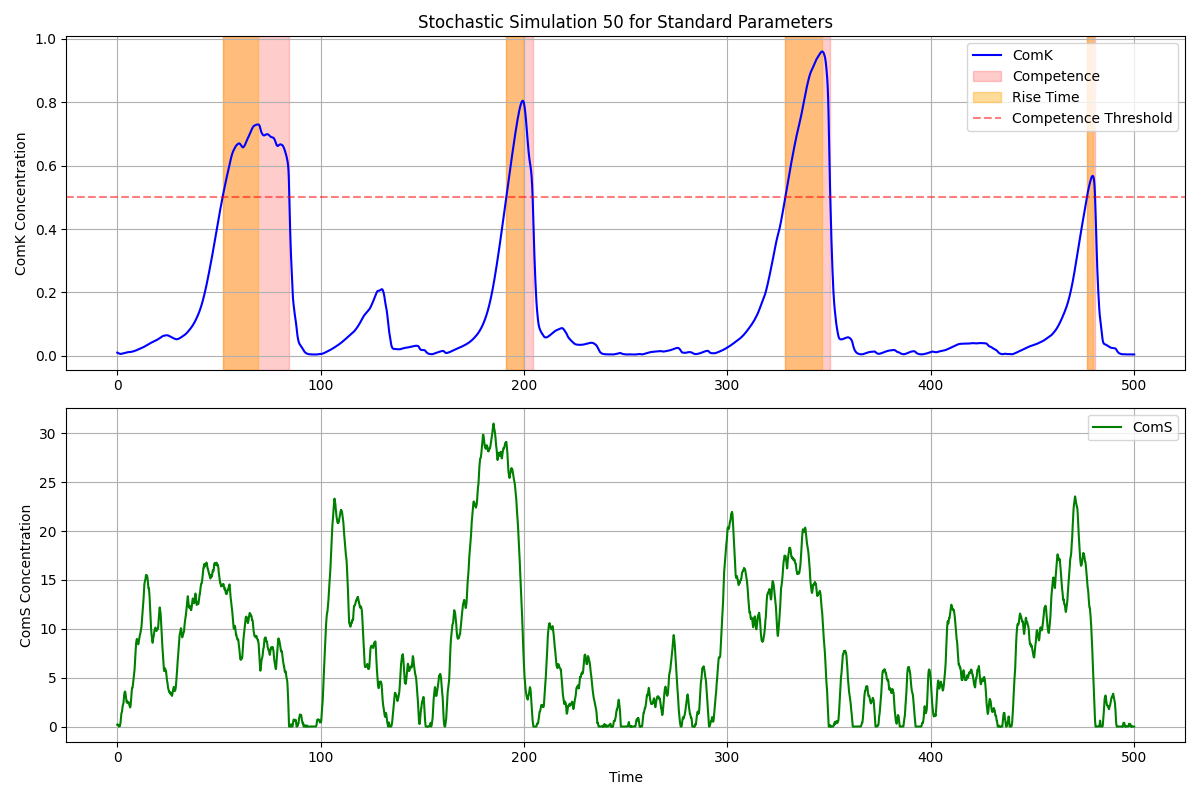 Stochastic Simulation 50 for Standard Parameters
ComK Concentration
1.0
0.8
0.6
0.4
0.2
0.0
ComK
Competence
Rise Time
Competence Threshold
0 100 200 300 400 500
ComS Concentration
30
25
20
15
10
5
0
ComS
0 100 200 300 400 500
Time